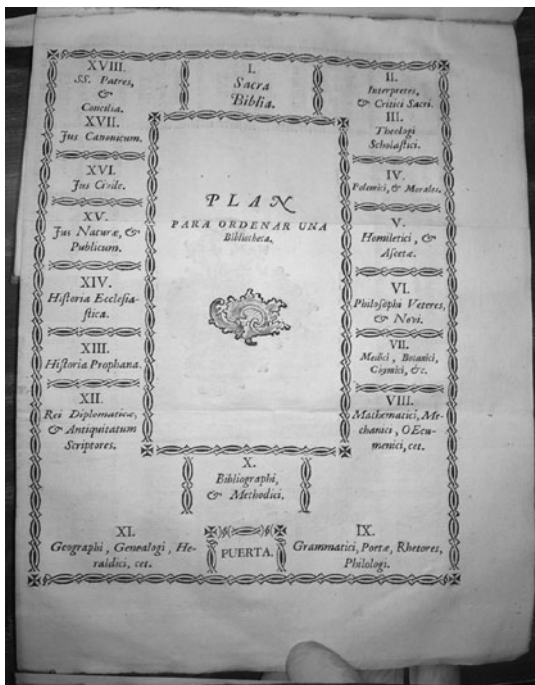 XVIII.
SS. Patres,
&
Concilia.
XVII.
Jus Canonicum.
XVI.
Jus Civile.
XV.
Jus Naturæ, &
Publicum.
XIV.
Hiſtoria Eccleſia-
ſtica.
XIII.
Hiſtoria Prophana.
XII.
Rei Diplomaticæ,
& Antiquitatum
Scriptores.
XI.
Geographi, Genealogi, He-
raldici, cet.
I.
Sacra
Biblia.
PLAN
PARA ORDENAR UNA
Bibliotheca.
X.
Bibliographi,
& Methodici.
PUERTA.
II.
Interpretes,
& Critici Sacri.
III.
Theologi
Scholaſtici.
IV.
Polemici, & Morales.
V.
Homiletici, &
Aſcetæ.
VI.
Philoſophi Veteres,
& Novi.
VII.
Medici, Botanici,
Chymici, &c.
VIII.
Mathematici, Me-
chanici, OEcu-
menici, cet.
IX.
Grammatici, Poetæ, Rhetores,
Philologi.